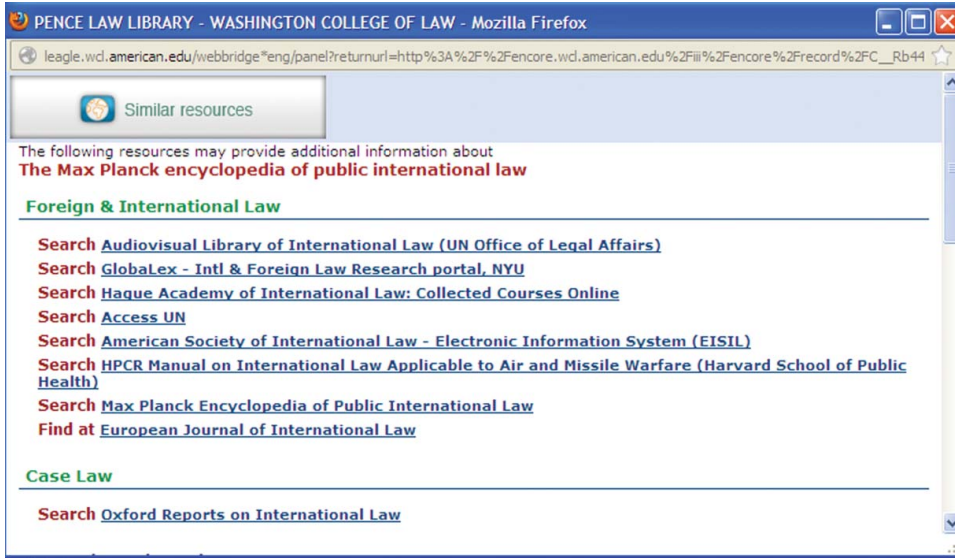 PENCE LAW LIBRARY - WASHINGTON COLLEGE OF LAW - Mozilla Firefox
leagle.wcl.american.edu/webbridge*eng/panel?returnurl=http%3A%2F%2Fencore.wcl.american.edu%2Fiii%2Fencore%2Frecord%2FC__Rb44
Similar resources
The following resources may provide additional information about
The Max Planck encyclopedia of public international law
Foreign & International Law
Search Audiovisual Library of International Law (UN Office of Legal Affairs)
Search GlobaLex - Intl & Foreign Law Research portal, NYU
Search Hague Academy of International Law: Collected Courses Online
Search Access UN
Search American Society of International Law - Electronic Information System (EISIL)
Search HPCR Manual on International Law Applicable to Air and Missile Warfare (Harvard School of Public
Health)
Search Max Planck Encyclopedia of Public International Law
Find at European Journal of International Law
Case Law
Search Oxford Reports on International Law